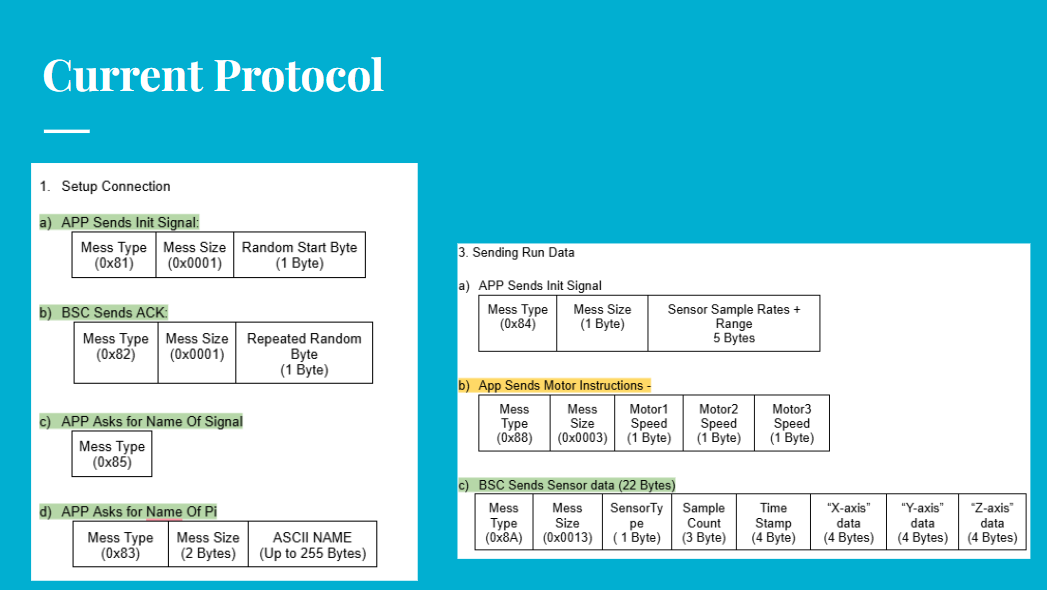 Current Protocol
1. Setup Connection
a) APP Sends Init Signal:
Mess Type Mess Size Random Start Byte
(0x81) (0x0001) (1 Byte)
b) BSC Sends ACK:
Mess Type Mess Size Repeated Random
(0x82) (0x0001) Byte
(1 Byte)
c) APP Asks for Name Of Signal
Mess Type
(0x85)
d) APP Asks for Name Of Pi
Mess Type Mess Size ASCII NAME
(0x83) (2 Bytes) (Up to 255 Bytes)
3. Sending Run Data
a) APP Sends Init Signal
Mess Type Mess Size Sensor Sample Rates +
(0x84) (1 Byte) Range
5 Bytes
b) App Sends Motor Instructions -
Mess Mess Motor1 Motor2 Motor3
Type Size Speed Speed Speed
(0x88) (0x0003) (1 Byte) (1 Byte) (1 Byte)
c) BSC Sends Sensor data (22 Bytes)
Mess Mess SensorTy Sample Time "X-axis" "Y-axis" "Z-axis"
Type Size pe Count Stamp data data data
(0x8A) (0x0013) ( 1 Byte) (3 Byte) (4 Byte) (4 Bytes) (4 Bytes) (4 Bytes)